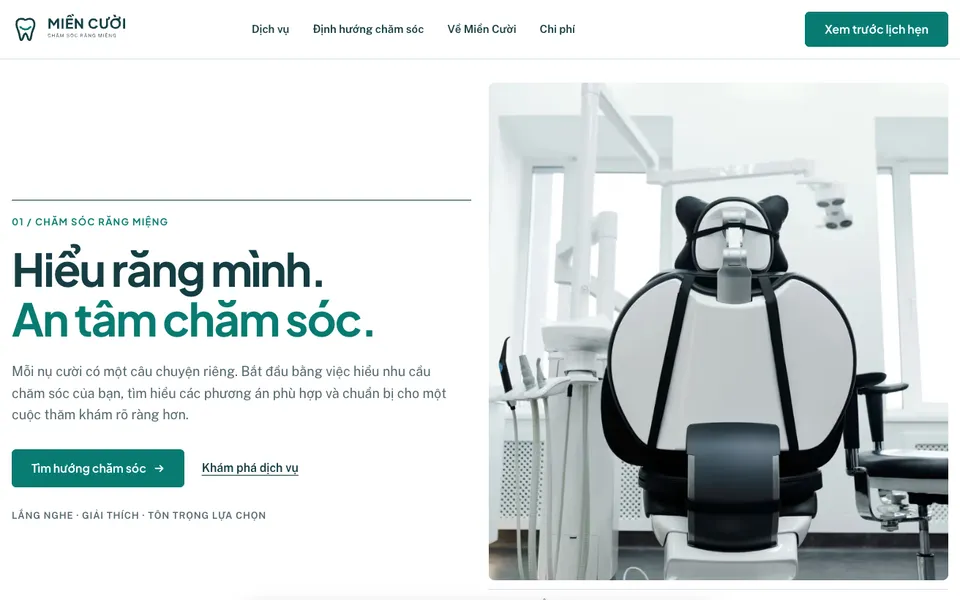 MIỀN CƯỜI
CHĂM SÓC RĂNG MIỆNG
Dịch vụ
Định hướng chăm sóc
Về Miền Cười
Chi phí
Xem trước lịch hẹn
01 / CHĂM SÓC RĂNG MIỆNG
Hiểu răng mình.
An tâm chăm sóc.
Mỗi nụ cười có một câu chuyện riêng. Bắt đầu bằng việc hiểu nhu cầu
chăm sóc của bạn, tìm hiểu các phương án phù hợp và chuẩn bị cho một
cuộc thăm khám rõ ràng hơn.
Tìm hướng chăm sóc →
Khám phá dịch vụ
LẮNG NGHE · GIẢI THÍCH · TÔN TRỌNG LỰA CHỌN